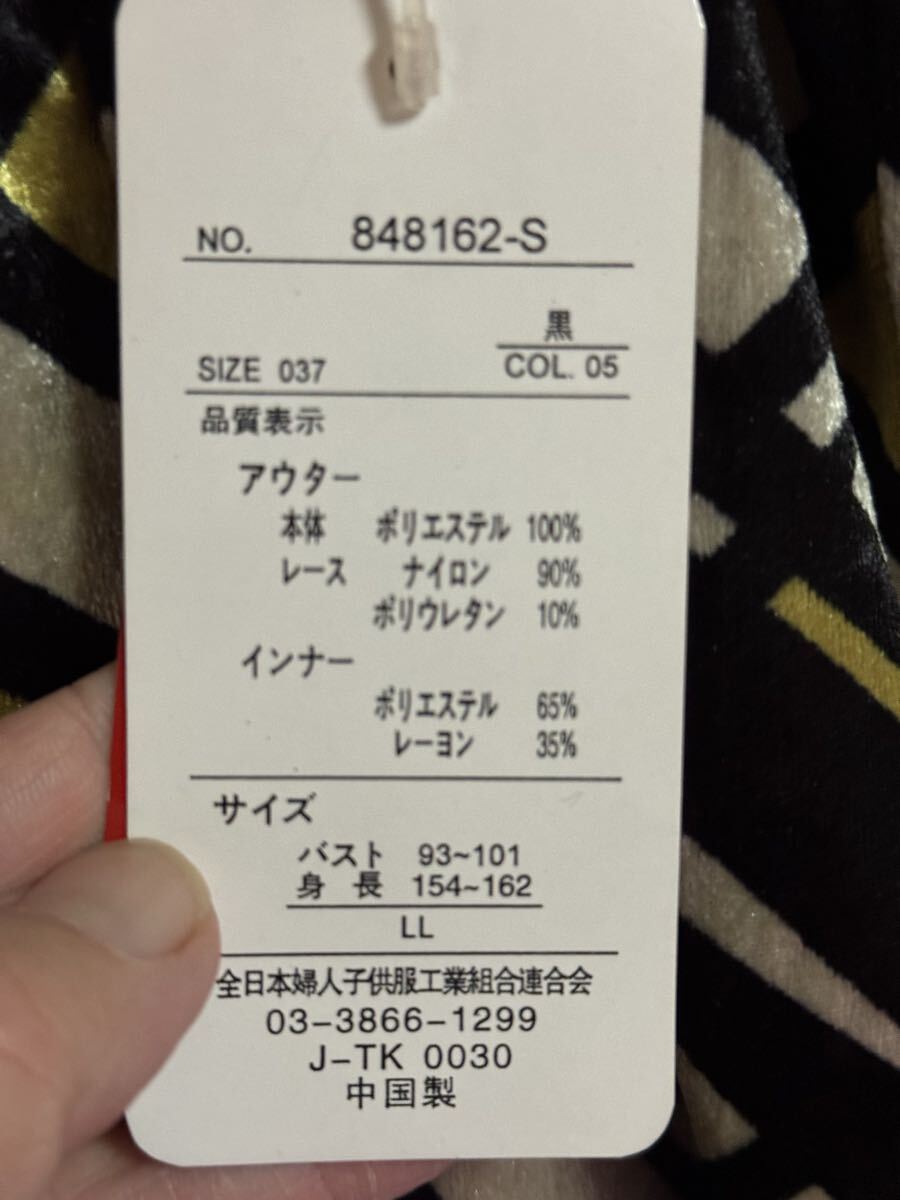 NO. 848162-S
黒
SIZE 037 COL. 05
品質表示
アウター
本体 ポリエステル 100%
レース ナイロン 90%
ポリウレタン 10%
インナー
ポリエステル 65%
レーヨン 35%
サイズ
バスト 93~101
身 長 154~162
LL
全日本婦人子供服工業組合連合会
03-3866-1299
J-TK 0030
中国製